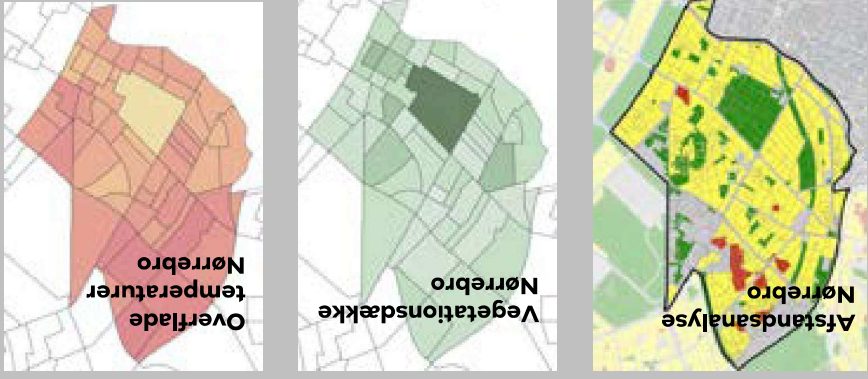 Afstandsanalyse
Nørrebro
Vegetationsdække
Nørrebro
Overflade
temperaturer
Nørrebro